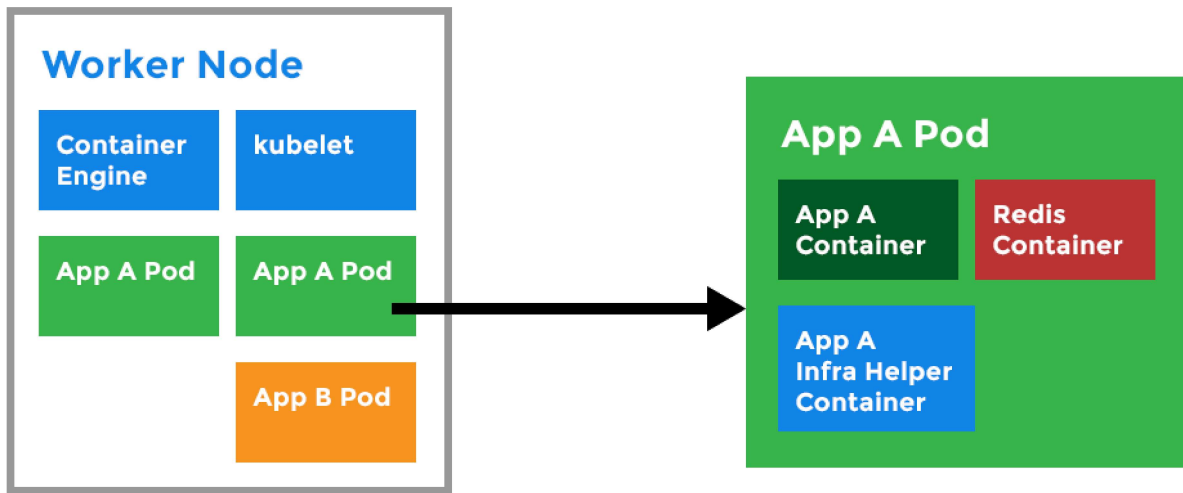 Worker Node
Container
Engine
kubelet
App A Pod
App A Pod
App B Pod
App A Pod
App A
Container
Redis
Container
App A
Infra Helper
Container